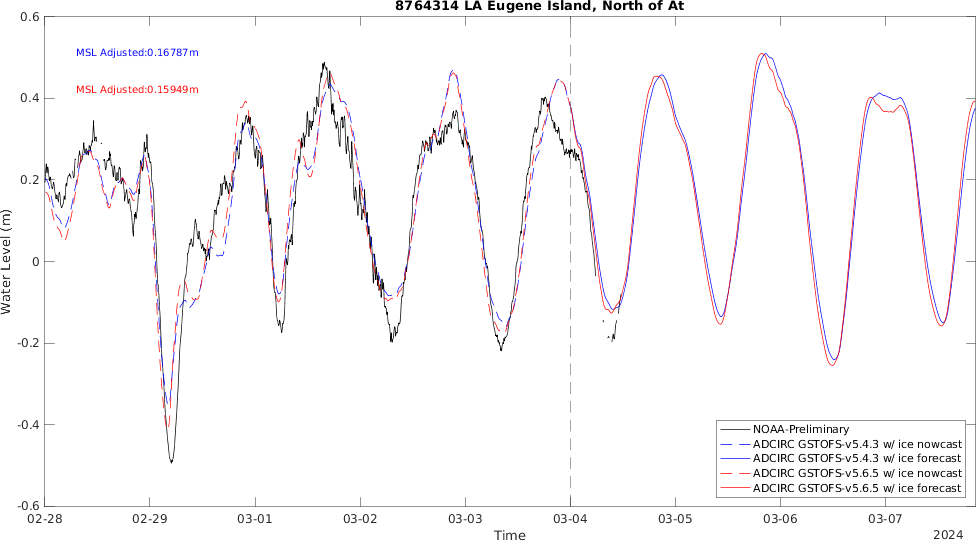 8764314 LA Eugene Island, North of At
MSL Adjusted:0.16787m
MSL Adjusted:0.15949m
Water Level (m)
0.6
0.4
0.2
0
-0.2
-0.4
-0.6
NOAA-Preliminary
ADCIRC GSTOFS-v5.4.3 w/ ice nowcast
ADCIRC GSTOFS-v5.4.3 w/ ice forecast
ADCIRC GSTOFS-v5.6.5 w/ ice nowcast
ADCIRC GSTOFS-v5.6.5 w/ ice forecast
02-28 02-29 03-01 03-02 03-03 03-04 03-05 03-06 03-07
Time
2024